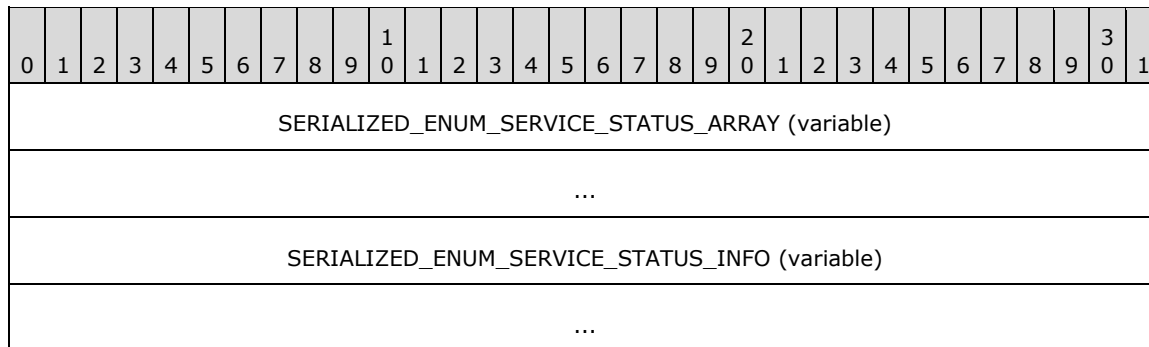 1 2 3
0 1 2 3 4 5 6 7 8 9 0 1 2 3 4 5 6 7 8 9 0 1 2 3 4 5 6 7 8 9 0 1
SERIALIZED_ENUM_SERVICE_STATUS_ARRAY (variable)
...
SERIALIZED_ENUM_SERVICE_STATUS_INFO (variable)
...